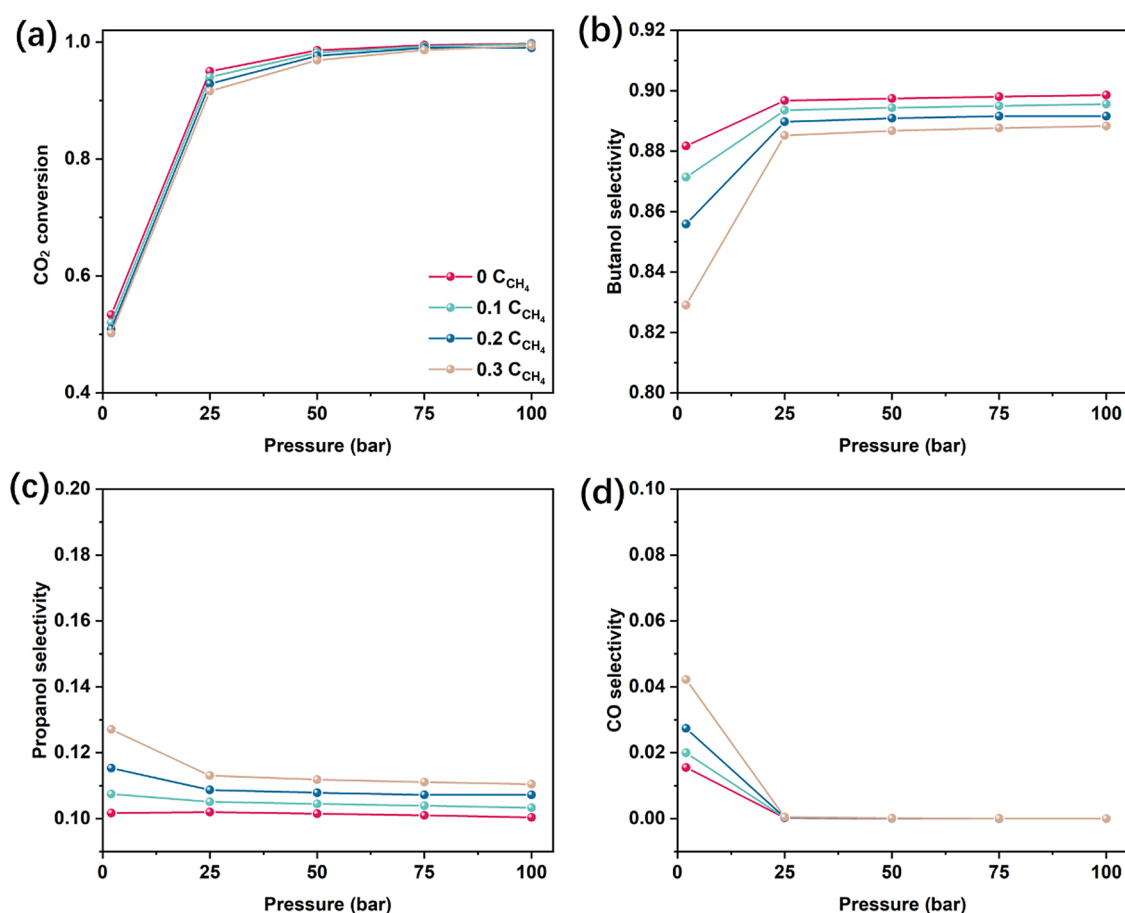 (a)
1.0
0.8
0.6
0.4
CO₂ conversion
0 C_CH₄
0.1 C_CH₄
0.2 C_CH₄
0.3 C_CH₄
0 25 50 75 100
Pressure (bar)
(b)
0.92
0.90
0.88
0.86
0.84
0.82
0.80
Butanol selectivity
0 25 50 75 100
Pressure (bar)
(c)
0.20
0.18
0.16
0.14
0.12
0.10
Propanol selectivity
0 25 50 75 100
Pressure (bar)
(d)
0.10
0.08
0.06
0.04
0.02
0.00
CO selectivity
0 25 50 75 100
Pressure (bar)